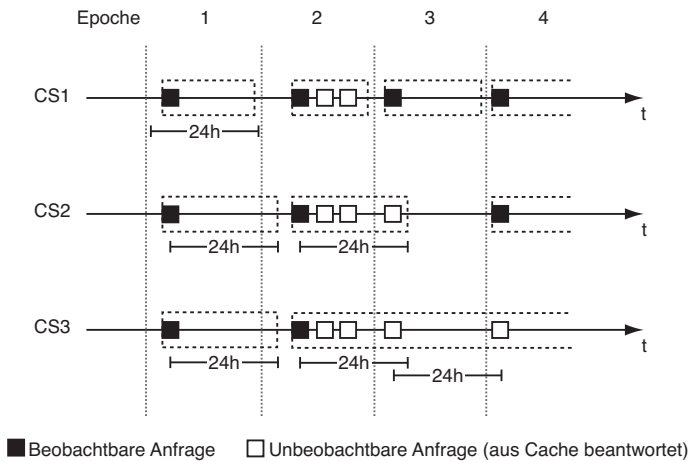 Epoche 1 2 3 4
CS1
t
24h
CS2
t
24h 24h
CS3
t
24h 24h
24h
Beobachtbare Anfrage Unbeobachtbare Anfrage (aus Cache beantwortet)